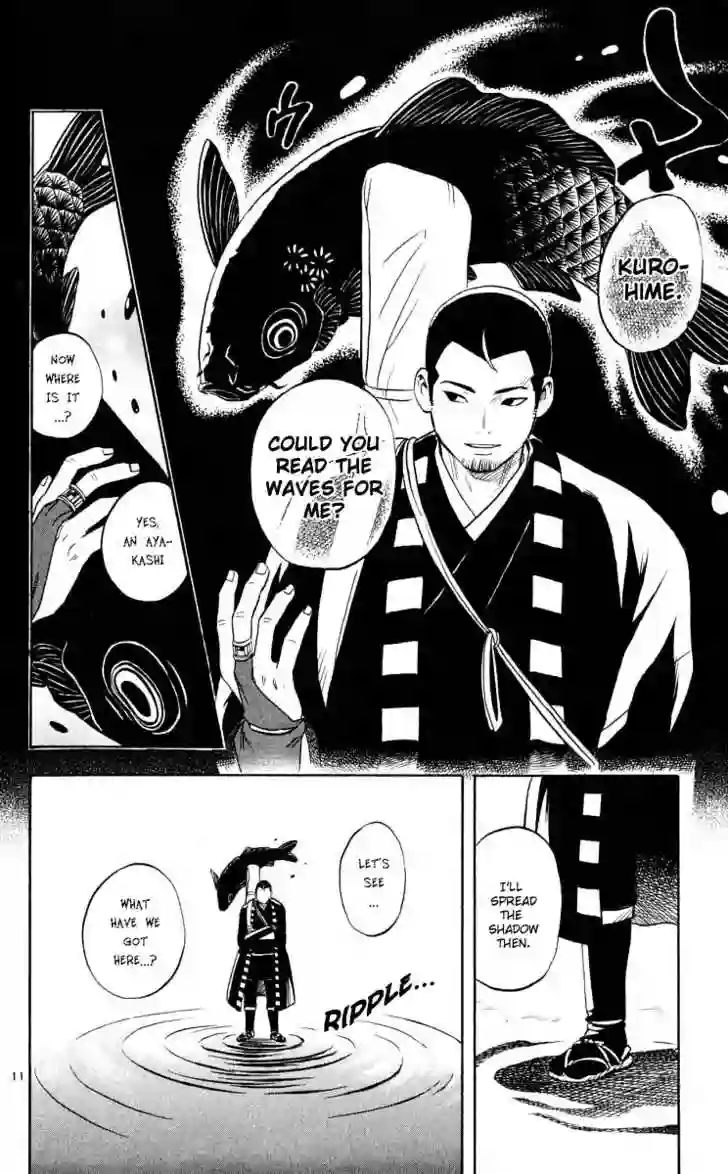 ウ
KURO-
HIME.
COULD YOU
READ THE
WAVES FOR
ME?
NOW
WHERE
IS IT
...?
YES,
AN AYA-
KASHI
I'LL
SPREAD
THE
SHADOW
THEN.
LET'S
SEE
...
WHAT
HAVE WE
GOT
HERE...?
RIPPLE...
11